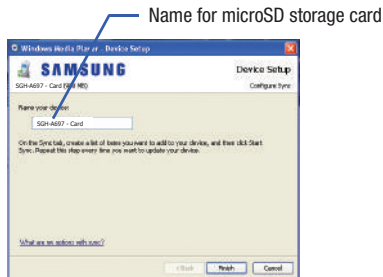 Name for microSD storage card
Windows Media Player - Device Setup
SAMSUNG
Device Setup
SGH-A697 - Card MB)
Configure Sync
Name your device:
SGH-A697 - Card
On the Sync tab, create a list of items you want to add to your device, and then click Start
Sync. Repeat this step every time you want to update your device.
What are my options with sync?
< Back
Finish
Cancel